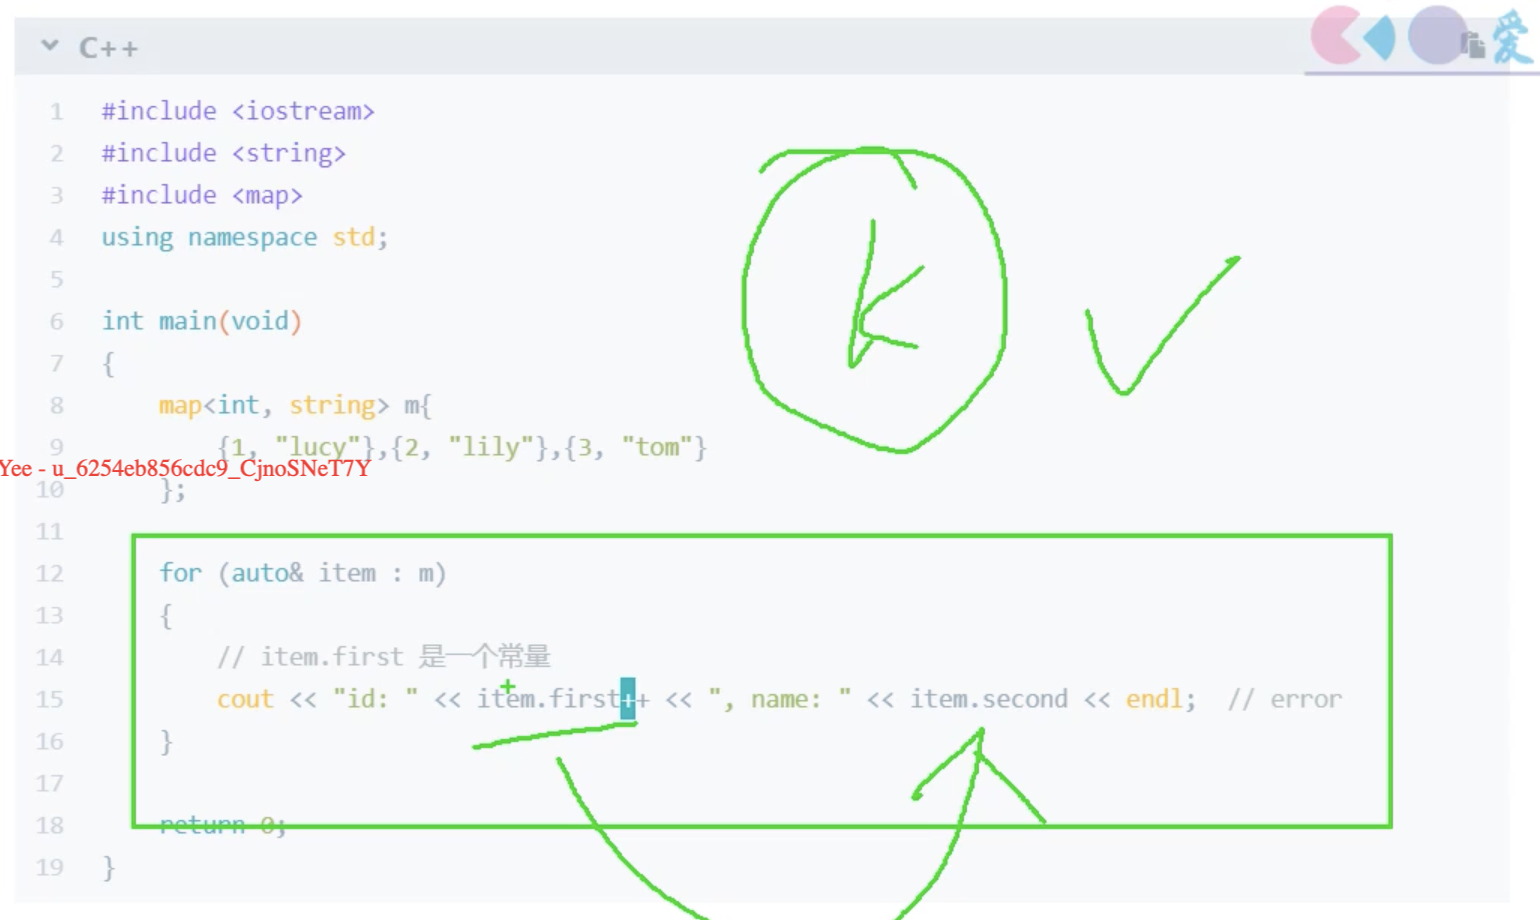 爱
C++
1 #include <iostream>
2 #include <string>
3 #include <map>
4 using namespace std;
5
6 int main(void)
7 {
8 map<int, string> m{
9 {1, "lucy"},{2, "lily"},{3, "tom"}
Yee - u_6254eb856cdc9_CjnoSNeT7Y
10 };
11
12 for (auto& item : m)
13 {
14 // item.first 是一个常量
15 cout << "id: " << item.first++ << ", name: " << item.second << endl;  // error
16 }
17
18 return 0;
19 }
K